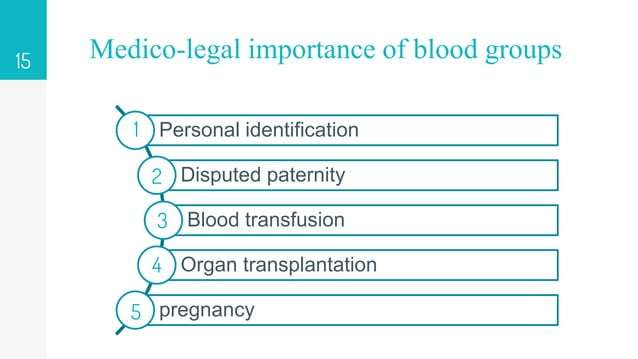 15
Medico-legal importance of blood groups
1 Personal identification
2 Disputed paternity
3 Blood transfusion
4 Organ transplantation
5 pregnancy